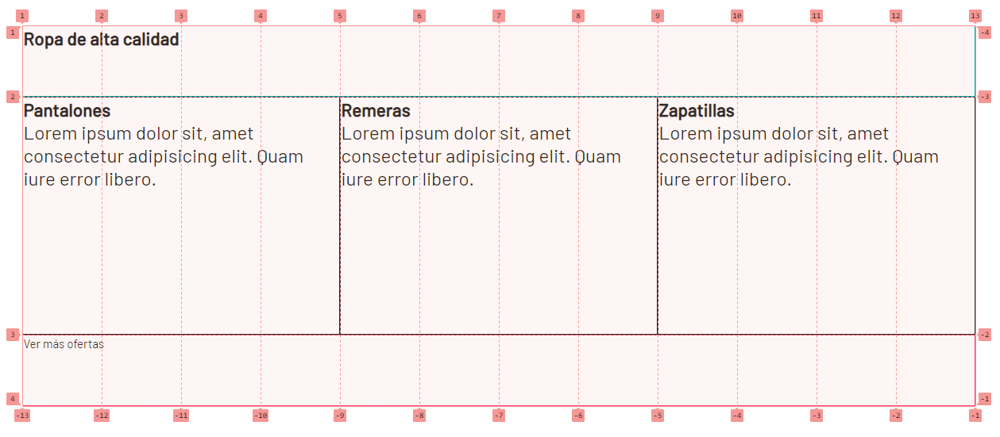 1 2 3 4 5 6 7 8 9 10 11 12 13
1 -4
Ropa de alta calidad
2 -3
Pantalones
Lorem ipsum dolor sit, amet
consectetur adipisicing elit. Quam
iure error libero.
Remeras
Lorem ipsum dolor sit, amet
consectetur adipisicing elit. Quam
iure error libero.
Zapatillas
Lorem ipsum dolor sit, amet
consectetur adipisicing elit. Quam
iure error libero.
3 -2
Ver más ofertas
4 -1
-13 -12 -11 -10 -9 -8 -7 -6 -5 -4 -3 -2 -1